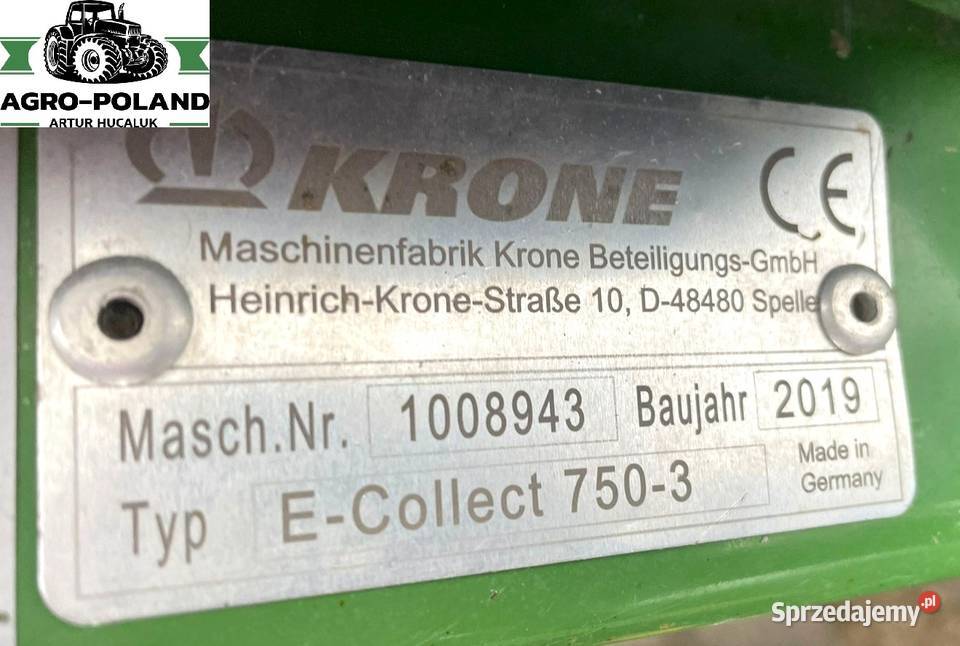 AGRO-POLAND
ARTUR HUCALUK
KRONE
CE
Maschinenfabrik Krone Beteiligungs-GmbH
Heinrich-Krone-Straße 10, D-48480 Spelle
Masch.Nr. 1008943 Baujahr 2019
Typ E-Collect 750-3 Made in
Germany
Sprzedajemy.pl